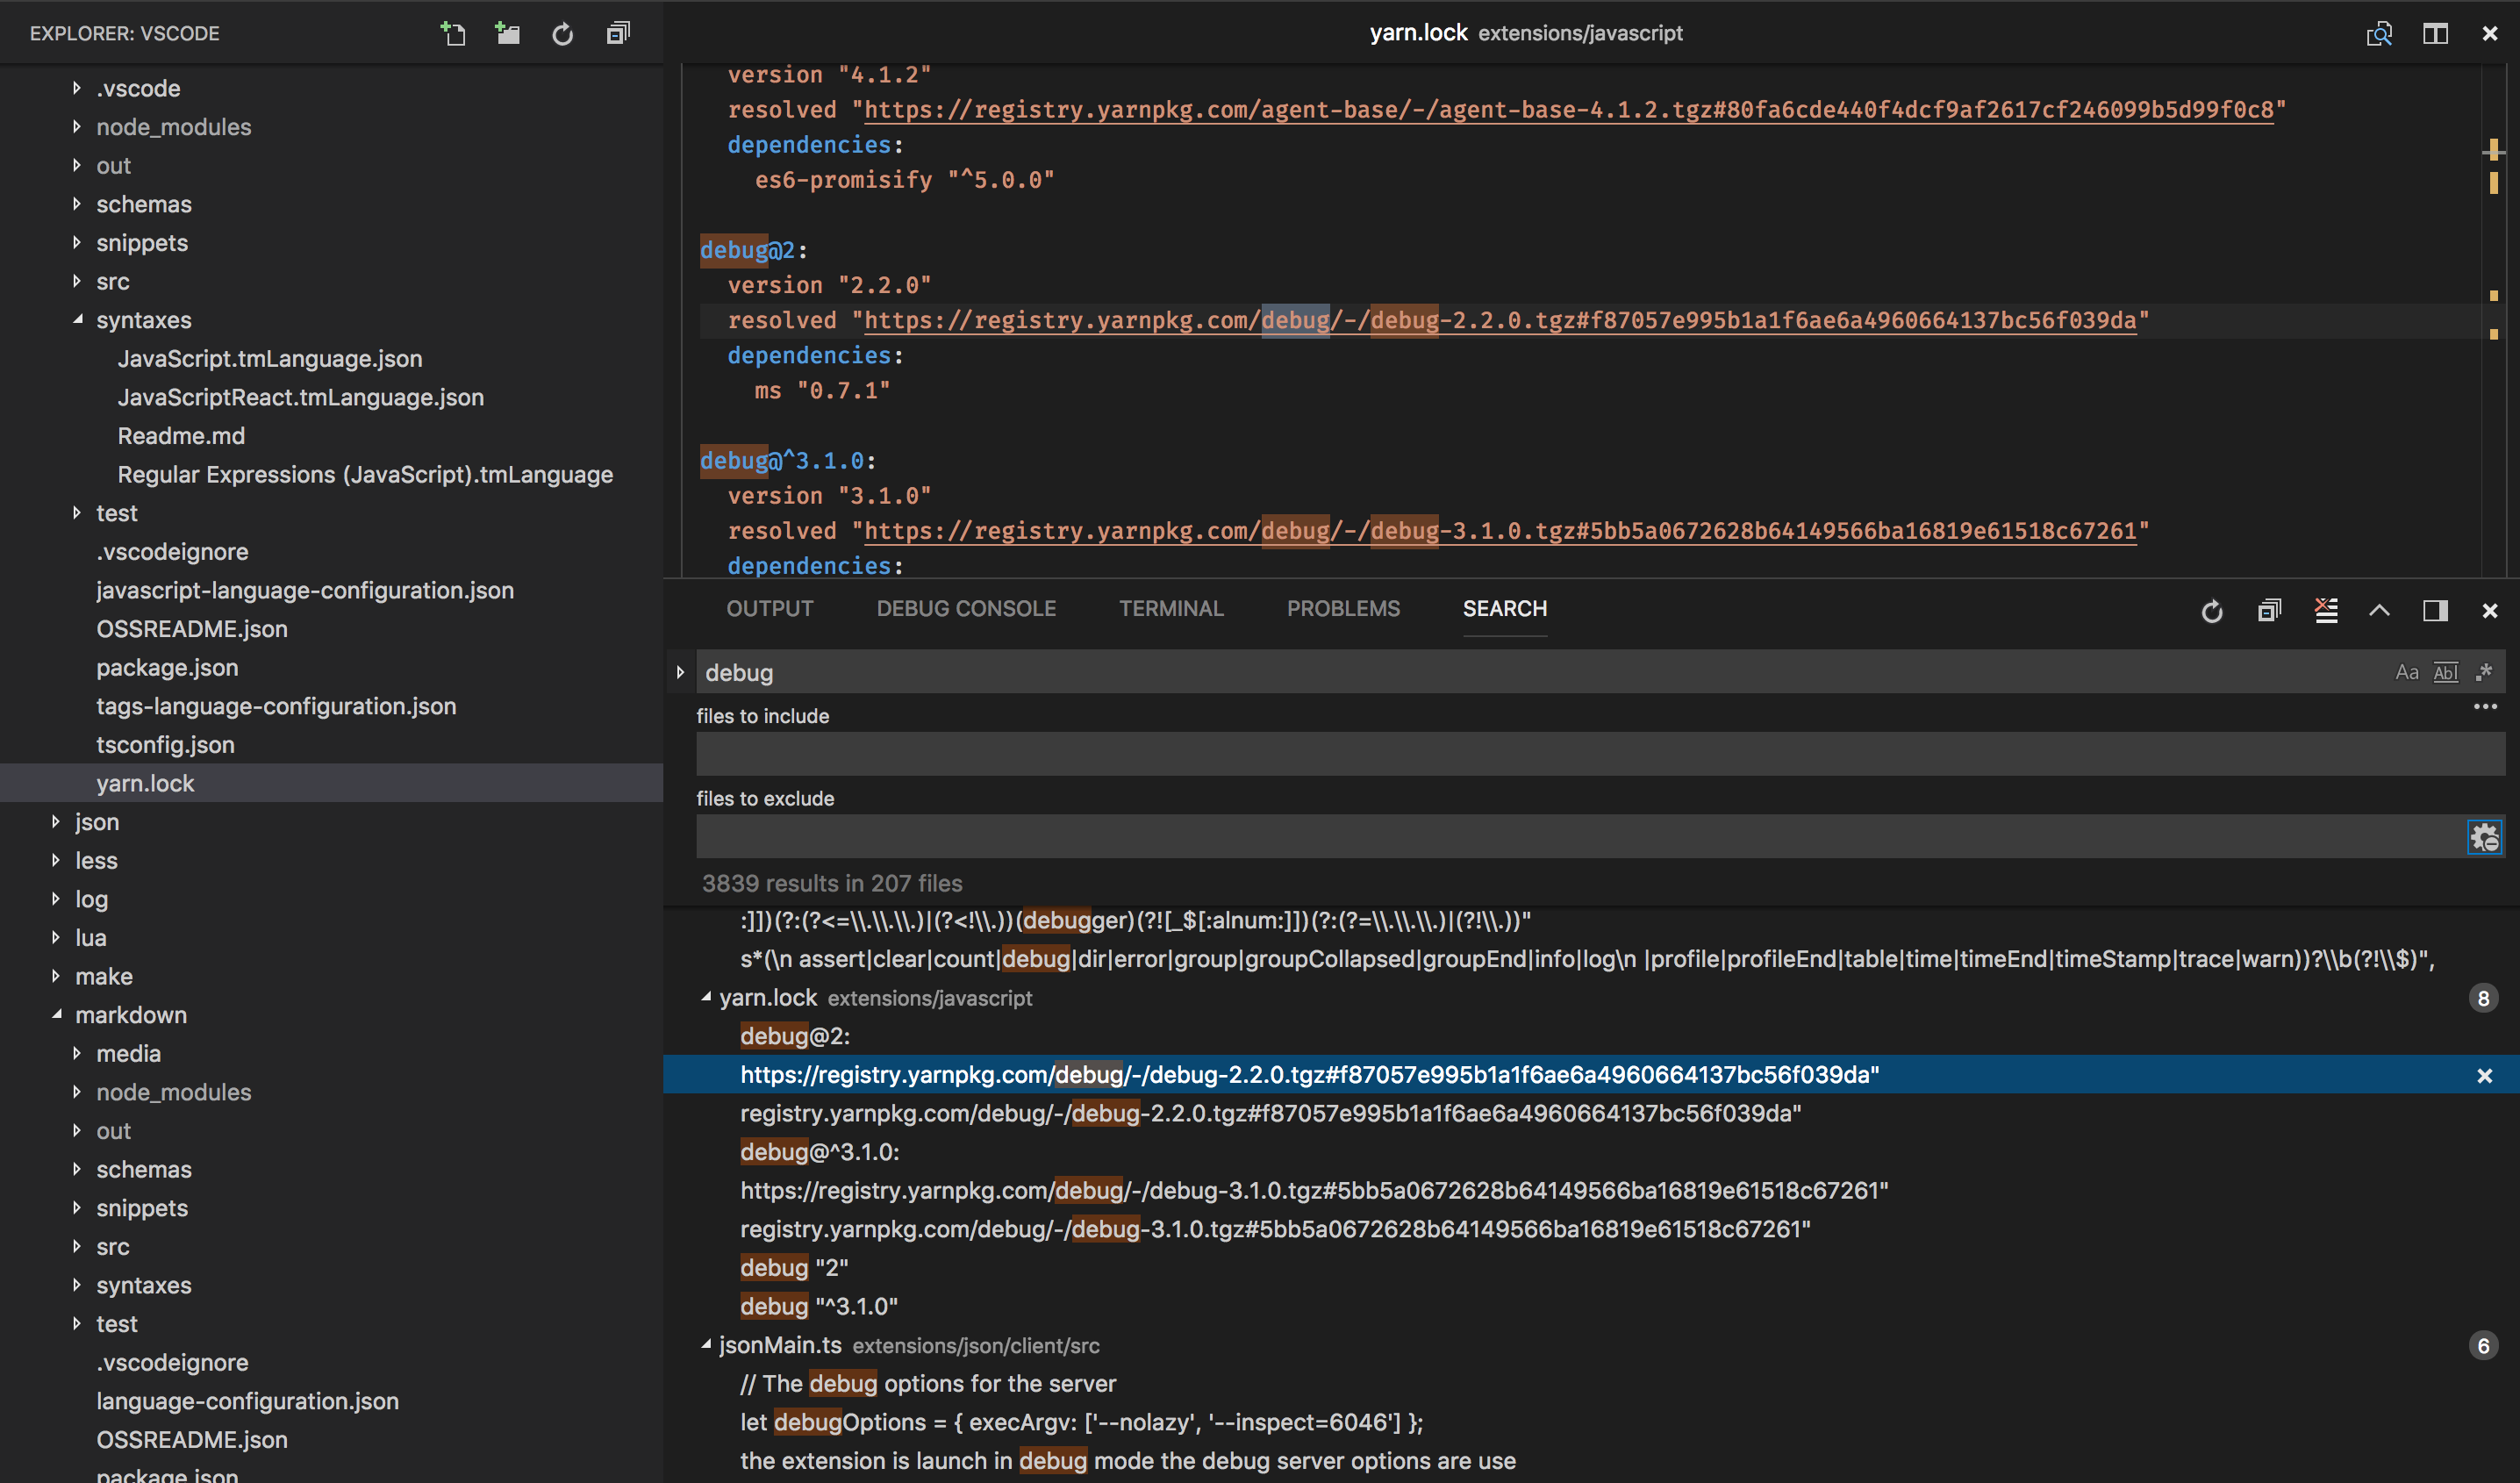 EXPLORER: VSCODE
.vscode
node_modules
out
schemas
snippets
src
syntaxes
JavaScript.tmLanguage.json
JavaScriptReact.tmLanguage.json
Readme.md
Regular Expressions (JavaScript).tmLanguage
test
.vscodeignore
javascript-language-configuration.json
OSSREADME.json
package.json
tags-language-configuration.json
tsconfig.json
yarn.lock
json
less
log
lua
make
markdown
media
node_modules
out
schemas
snippets
src
syntaxes
test
.vscodeignore
language-configuration.json
OSSREADME.json
package.json
yarn.lock extensions/javascript
version "4.1.2"
resolved "https://registry.yarnpkg.com/agent-base/-/agent-base-4.1.2.tgz#80fa6cde440f4dcf9af2617cf246099b5d99f0c8"
dependencies:
es6-promisify "^5.0.0"
debug@2:
version "2.2.0"
resolved "https://registry.yarnpkg.com/debug/-/debug-2.2.0.tgz#f87057e995b1a1f6ae6a4960664137bc56f039da"
dependencies:
ms "0.7.1"
debug@^3.1.0:
version "3.1.0"
resolved "https://registry.yarnpkg.com/debug/-/debug-3.1.0.tgz#5bb5a0672628b64149566ba16819e61518c67261"
dependencies:
OUTPUT DEBUG CONSOLE TERMINAL PROBLEMS SEARCH
debug Aa Abl .*
files to include
files to exclude
3839 results in 207 files
:]])(?:(?<=\\.\\.\\.)|(?<!\\.))(debugger)(?![_$[:alnum:]])(?:(?=\\.\\.\\.)|(?!\\.))"
s*(\n assert|clear|count|debug|dir|error|group|groupCollapsed|groupEnd|info|log\n |profile|profileEnd|table|time|timeEnd|timeStamp|trace|warn))?\\b(?!\\$)",
yarn.lock extensions/javascript 8
debug@2:
https://registry.yarnpkg.com/debug/-/debug-2.2.0.tgz#f87057e995b1a1f6ae6a4960664137bc56f039da"
registry.yarnpkg.com/debug/-/debug-2.2.0.tgz#f87057e995b1a1f6ae6a4960664137bc56f039da"
debug@^3.1.0:
https://registry.yarnpkg.com/debug/-/debug-3.1.0.tgz#5bb5a0672628b64149566ba16819e61518c67261"
registry.yarnpkg.com/debug/-/debug-3.1.0.tgz#5bb5a0672628b64149566ba16819e61518c67261"
debug "2"
debug "^3.1.0"
jsonMain.ts extensions/json/client/src 6
// The debug options for the server
let debugOptions = { execArgv: ['--nolazy', '--inspect=6046'] };
the extension is launch in debug mode the debug server options are use